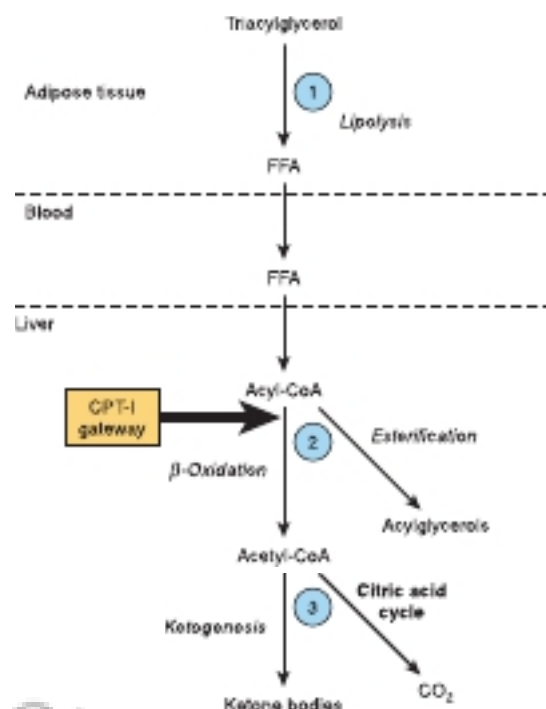 Triacylglycerol
Adipose tissue
1
Lipolysis
FFA
Blood
FFA
Liver
Acyl-CoA
CPT-I
gateway
2
Esterification
β-Oxidation
Acylglycerols
Acetyl-CoA
Citric acid
cycle
3
Ketogenesis
CO₂
Ketone bodies